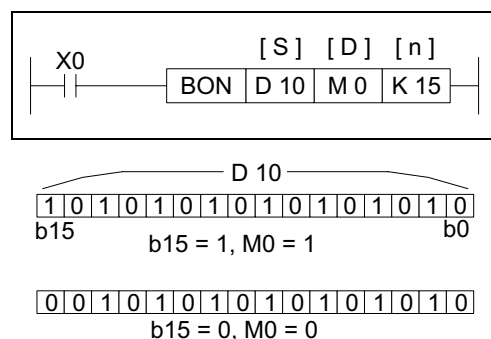 [ S ] [ D ] [ n ]
X0
BON D 10 M 0 K 15
D 10
1 0 1 0 1 0 1 0 1 0 1 0 1 0 1 0
b15 b0
b15 = 1, M0 = 1
0 0 1 0 1 0 1 0 1 0 1 0 1 0 1 0
b15 = 0, M0 = 0